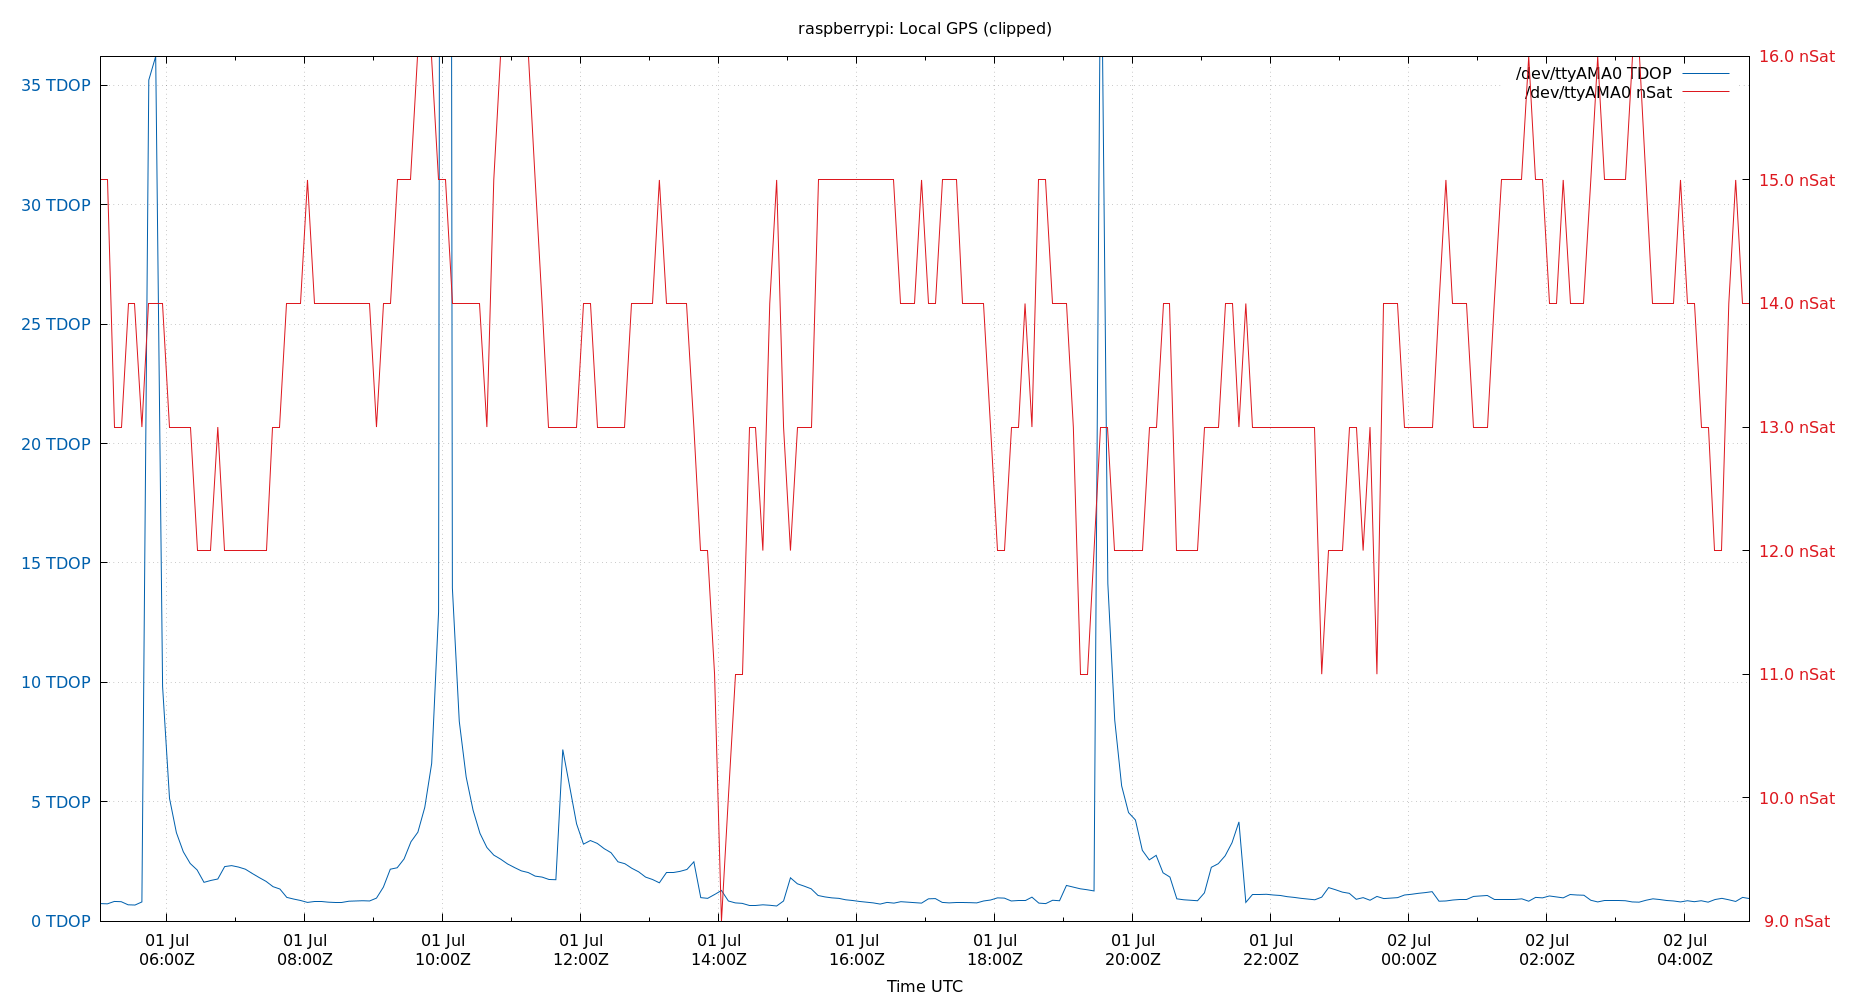 raspberrypi: Local GPS (clipped)
/dev/ttyAMA0 TDOP
/dev/ttyAMA0 nSat
35 TDOP
30 TDOP
25 TDOP
20 TDOP
15 TDOP
10 TDOP
5 TDOP
0 TDOP
16.0 nSat
15.0 nSat
14.0 nSat
13.0 nSat
12.0 nSat
11.0 nSat
10.0 nSat
9.0 nSat
01 Jul
06:00Z
01 Jul
08:00Z
01 Jul
10:00Z
01 Jul
12:00Z
01 Jul
14:00Z
01 Jul
16:00Z
01 Jul
18:00Z
01 Jul
20:00Z
01 Jul
22:00Z
02 Jul
00:00Z
02 Jul
02:00Z
02 Jul
04:00Z
Time UTC